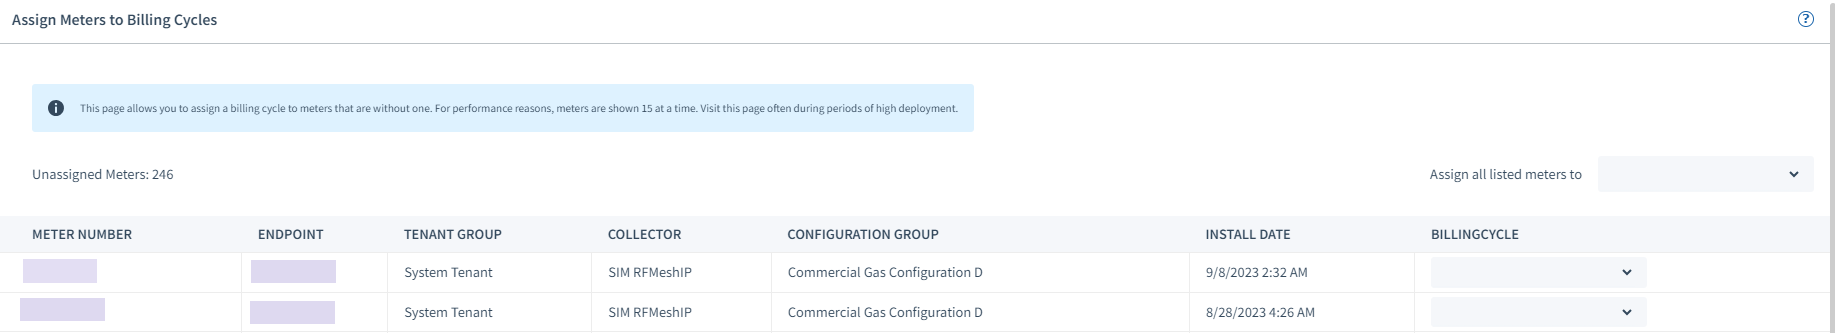 Assign Meters to Billing Cycles
?
i This page allows you to assign a billing cycle to meters that are without one. For performance reasons, meters are shown 15 at a time. Visit this page often during periods of high deployment.
Unassigned Meters: 246 Assign all listed meters to
METER NUMBER ENDPOINT TENANT GROUP COLLECTOR CONFIGURATION GROUP INSTALL DATE BILLINGCYCLE
System Tenant SIM RFMeshIP Commercial Gas Configuration D 9/8/2023 2:32 AM
System Tenant SIM RFMeshIP Commercial Gas Configuration D 8/28/2023 4:26 AM